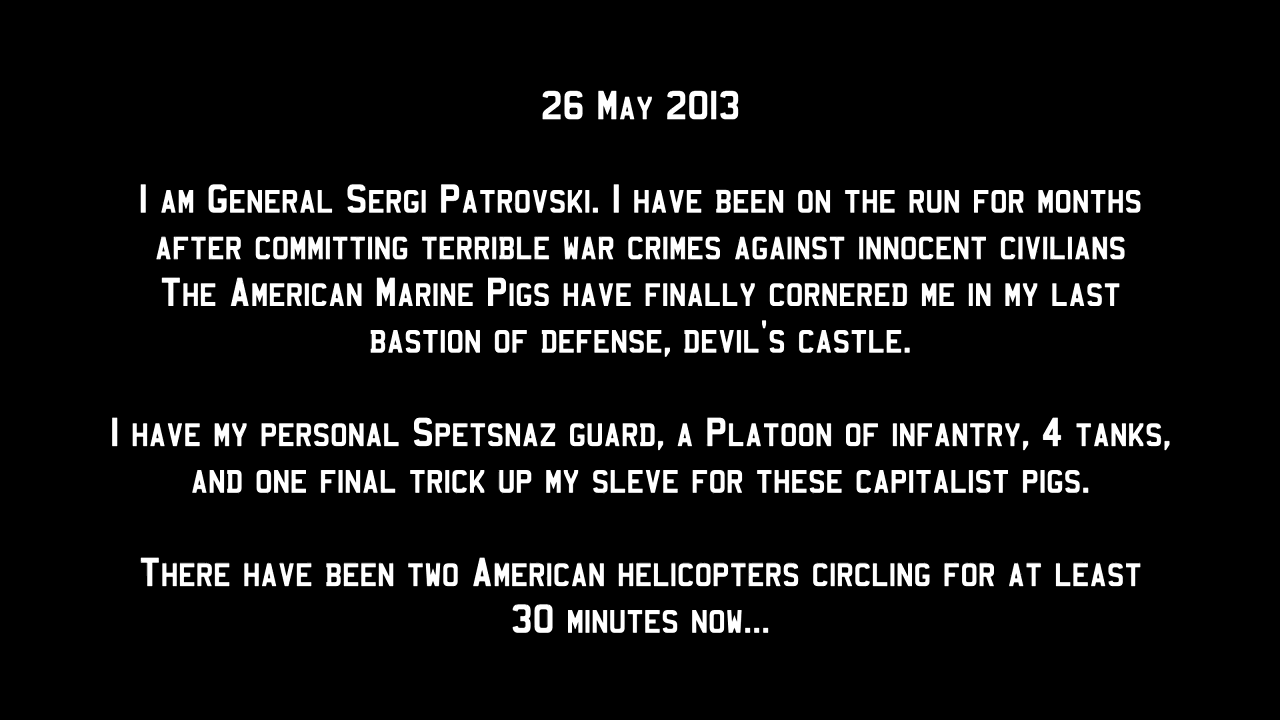 26 May 2013
I am General Sergi Patrovski. I have been on the run for months
after committing terrible war crimes against innocent civilians
The American Marine Pigs have finally cornered me in my last
bastion of defense, devil's castle.
I have my personal Spetsnaz guard, a Platoon of infantry, 4 tanks,
and one final trick up my sleve for these capitalist pigs.
There have been two American helicopters circling for at least
30 minutes now...